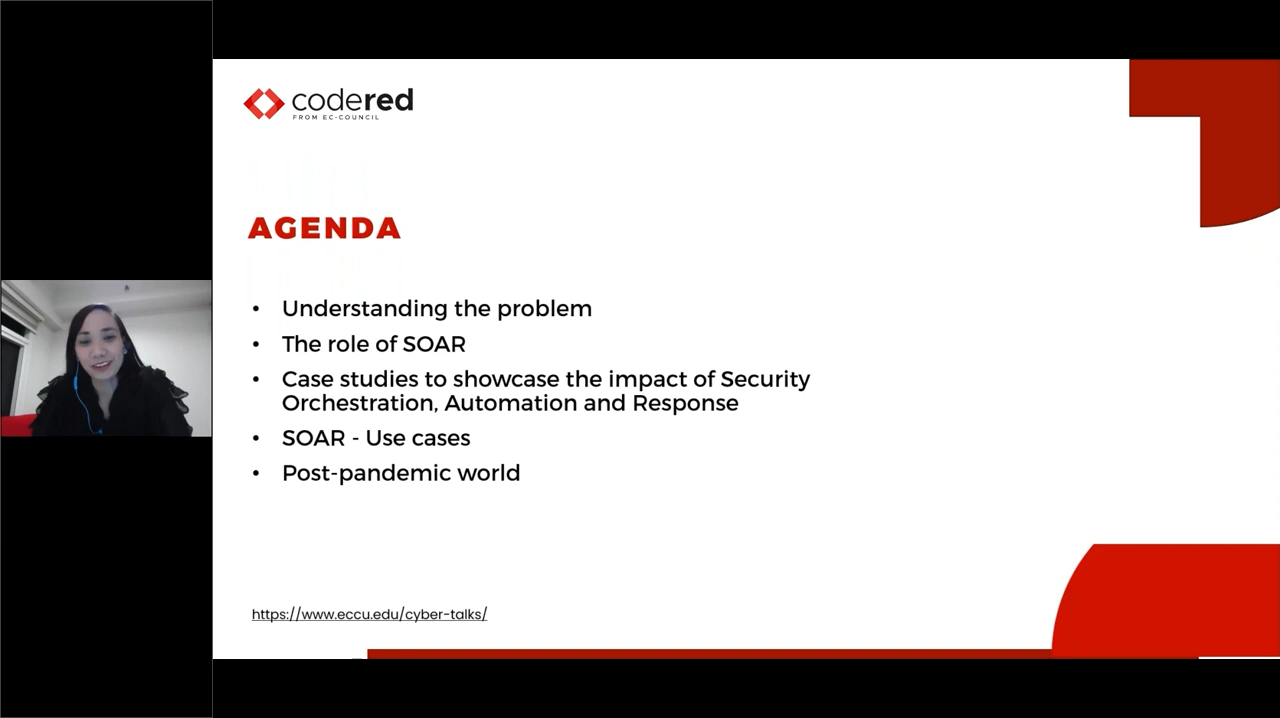 codered
FROM EC-COUNCIL
AGENDA
• Understanding the problem
• The role of SOAR
• Case studies to showcase the impact of Security
Orchestration, Automation and Response
• SOAR - Use cases
• Post-pandemic world
https://www.eccu.edu/cyber-talks/